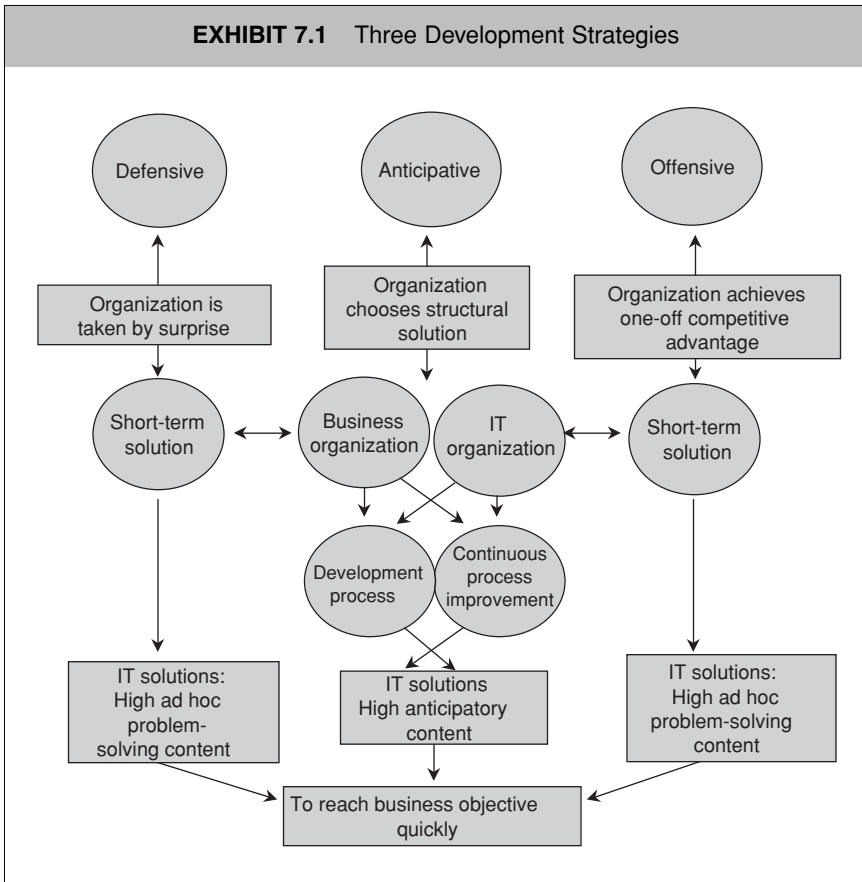 EXHIBIT 7.1 Three Development Strategies
Defensive
Anticipative
Offensive
Organization is
taken by surprise
Organization
chooses structural
solution
Organization achieves
one-off competitive
advantage
Short-term
solution
Business
organization
IT
organization
Short-term
solution
Development
process
Continuous
process
improvement
IT solutions:
High ad hoc
problem-
solving content
IT solutions
High anticipatory
content
IT solutions:
High ad hoc
problem-solving
content
To reach business objective
quickly